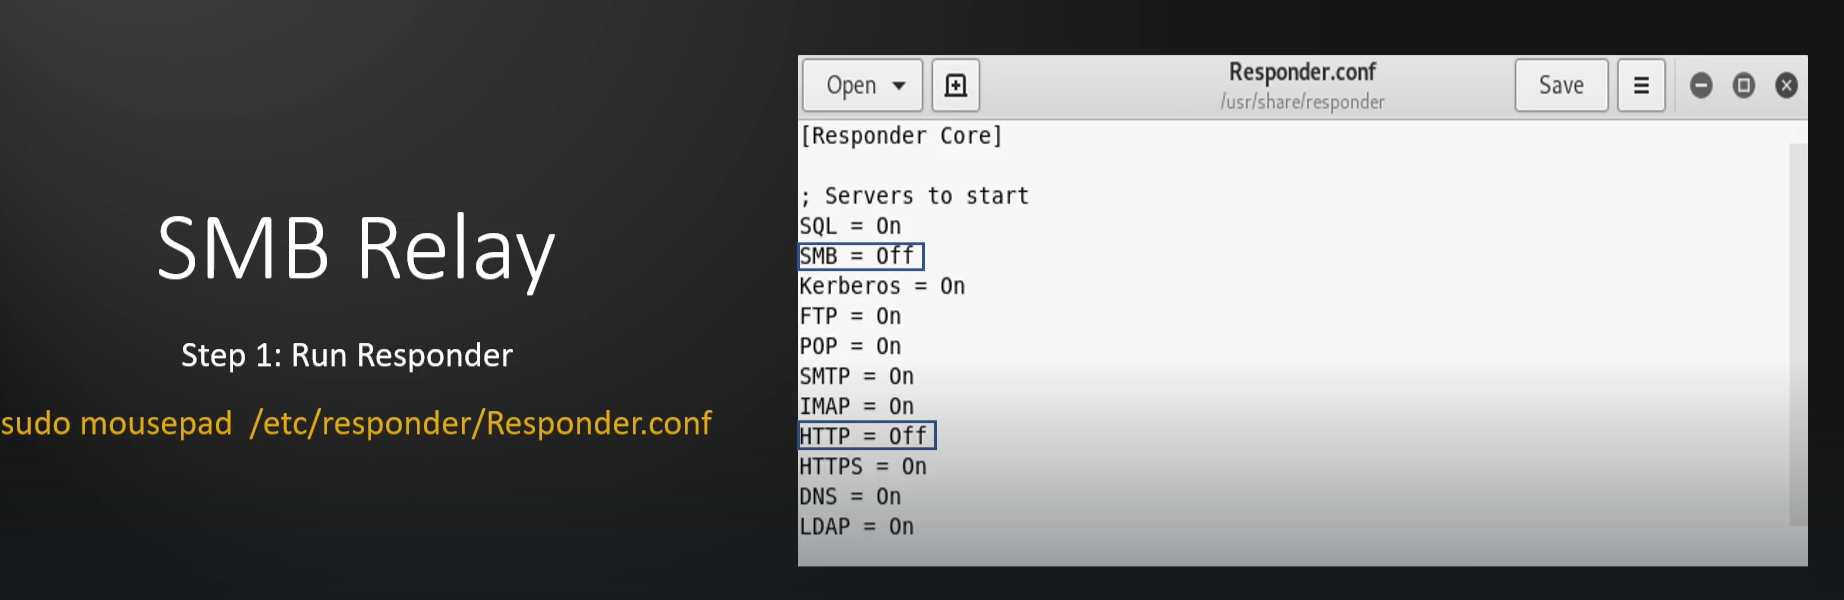 SMB Relay
Step 1: Run Responder
sudo mousepad  /etc/responder/Responder.conf
Open
Responder.conf
/usr/share/responder
Save
[Responder Core]
; Servers to start
SQL = On
SMB = Off
Kerberos = On
FTP = On
POP = On
SMTP = On
IMAP = On
HTTP = Off
HTTPS = On
DNS = On
LDAP = On